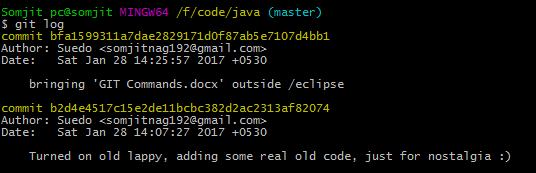 Somjit pc@somjit MINGW64 /f/code/java (master)
$ git log
commit bfa1599311a7dae2829171d0f87ab5e7107d4bb1
Author: Suedo <somjitnag192@gmail.com>
Date:   Sat Jan 28 14:25:57 2017 +0530
bringing 'GIT Commands.docx' outside /eclipse
commit b2d4e4517c15e2de11bcbc382d2ac2313af82074
Author: Suedo <somjitnag192@gmail.com>
Date:   Sat Jan 28 14:07:27 2017 +0530
Turned on old lappy, adding some real old code, just for nostalgia :)